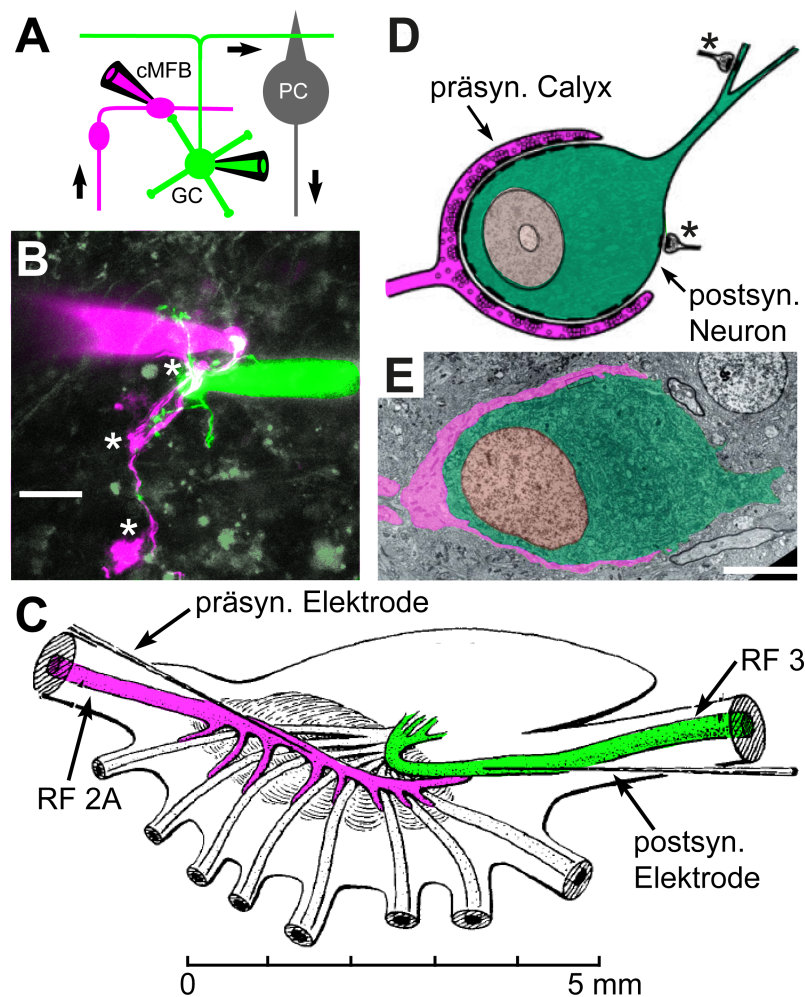 A
cMFB
PC
GC
B
*
*
*
C
präsyn. Elektrode
RF 3
RF 2A
postsyn.
Elektrode
0
5 mm
D
*
präsyn. Calyx
*
postsyn.
Neuron
E